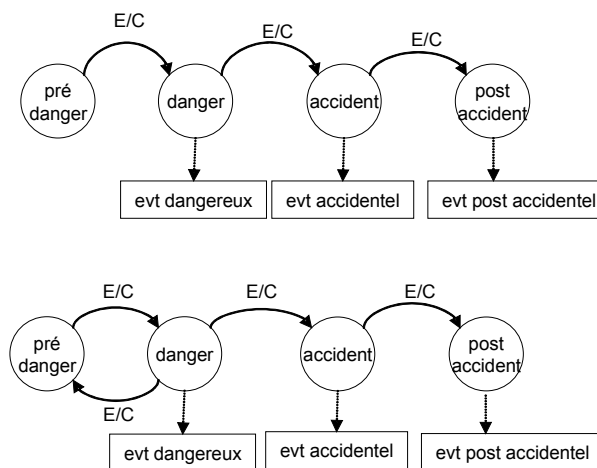 E/C
E/C
E/C
pré
danger
danger
accident
post
accident
evt dangereux
evt accidentel
evt post accidentel
E/C
E/C
E/C
pré
danger
danger
accident
post
accident
E/C
evt dangereux
evt accidentel
evt post accidentel